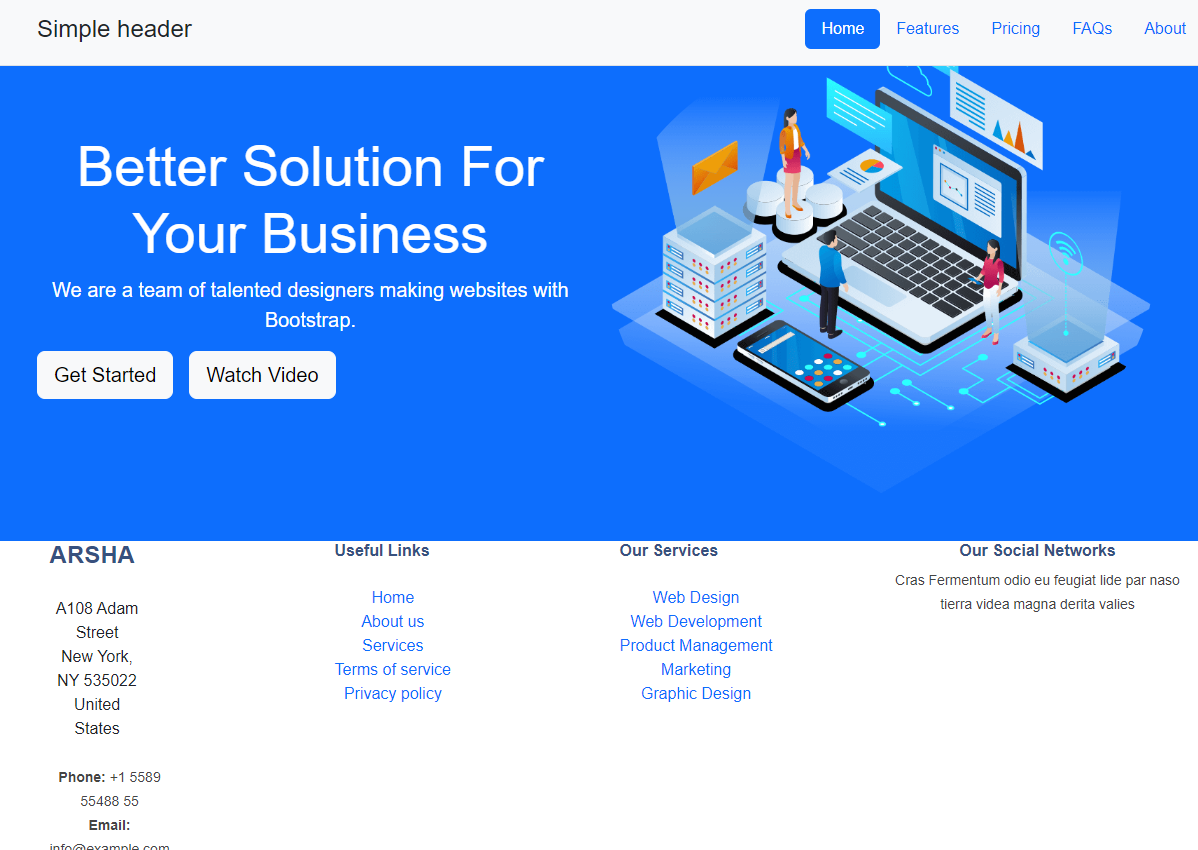 Simple header
Home
Features
Pricing
FAQs
About
Better Solution For
Your Business
We are a team of talented designers making websites with
Bootstrap.
Get Started
Watch Video
ARSHA
A108 Adam
Street
New York,
NY 535022
United
States
Phone: +1 5589
55488 55
Email:
info@example.com
Useful Links
Home
About us
Services
Terms of service
Privacy policy
Our Services
Web Design
Web Development
Product Management
Marketing
Graphic Design
Our Social Networks
Cras Fermentum odio eu feugiat lide par naso
tierra videa magna derita valies